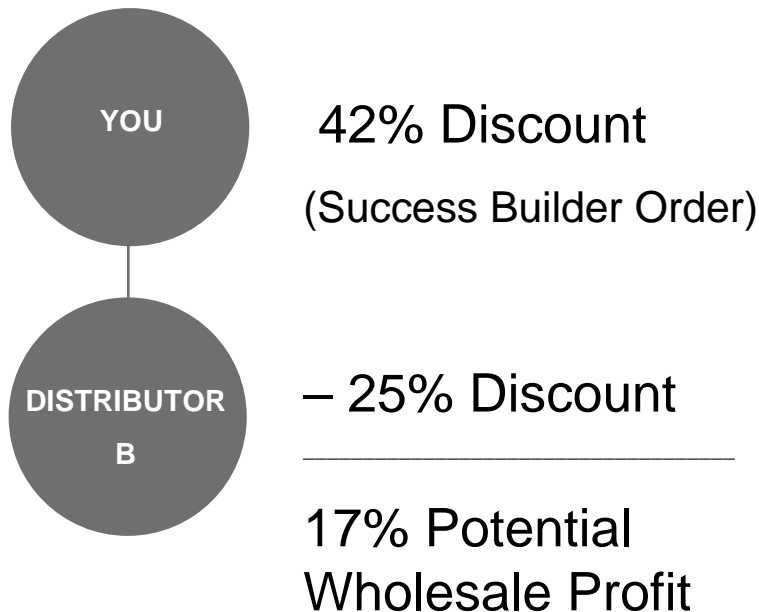 YOU
42% Discount
(Success Builder Order)
DISTRIBUTOR
B
– 25% Discount
17% Potential
Wholesale Profit